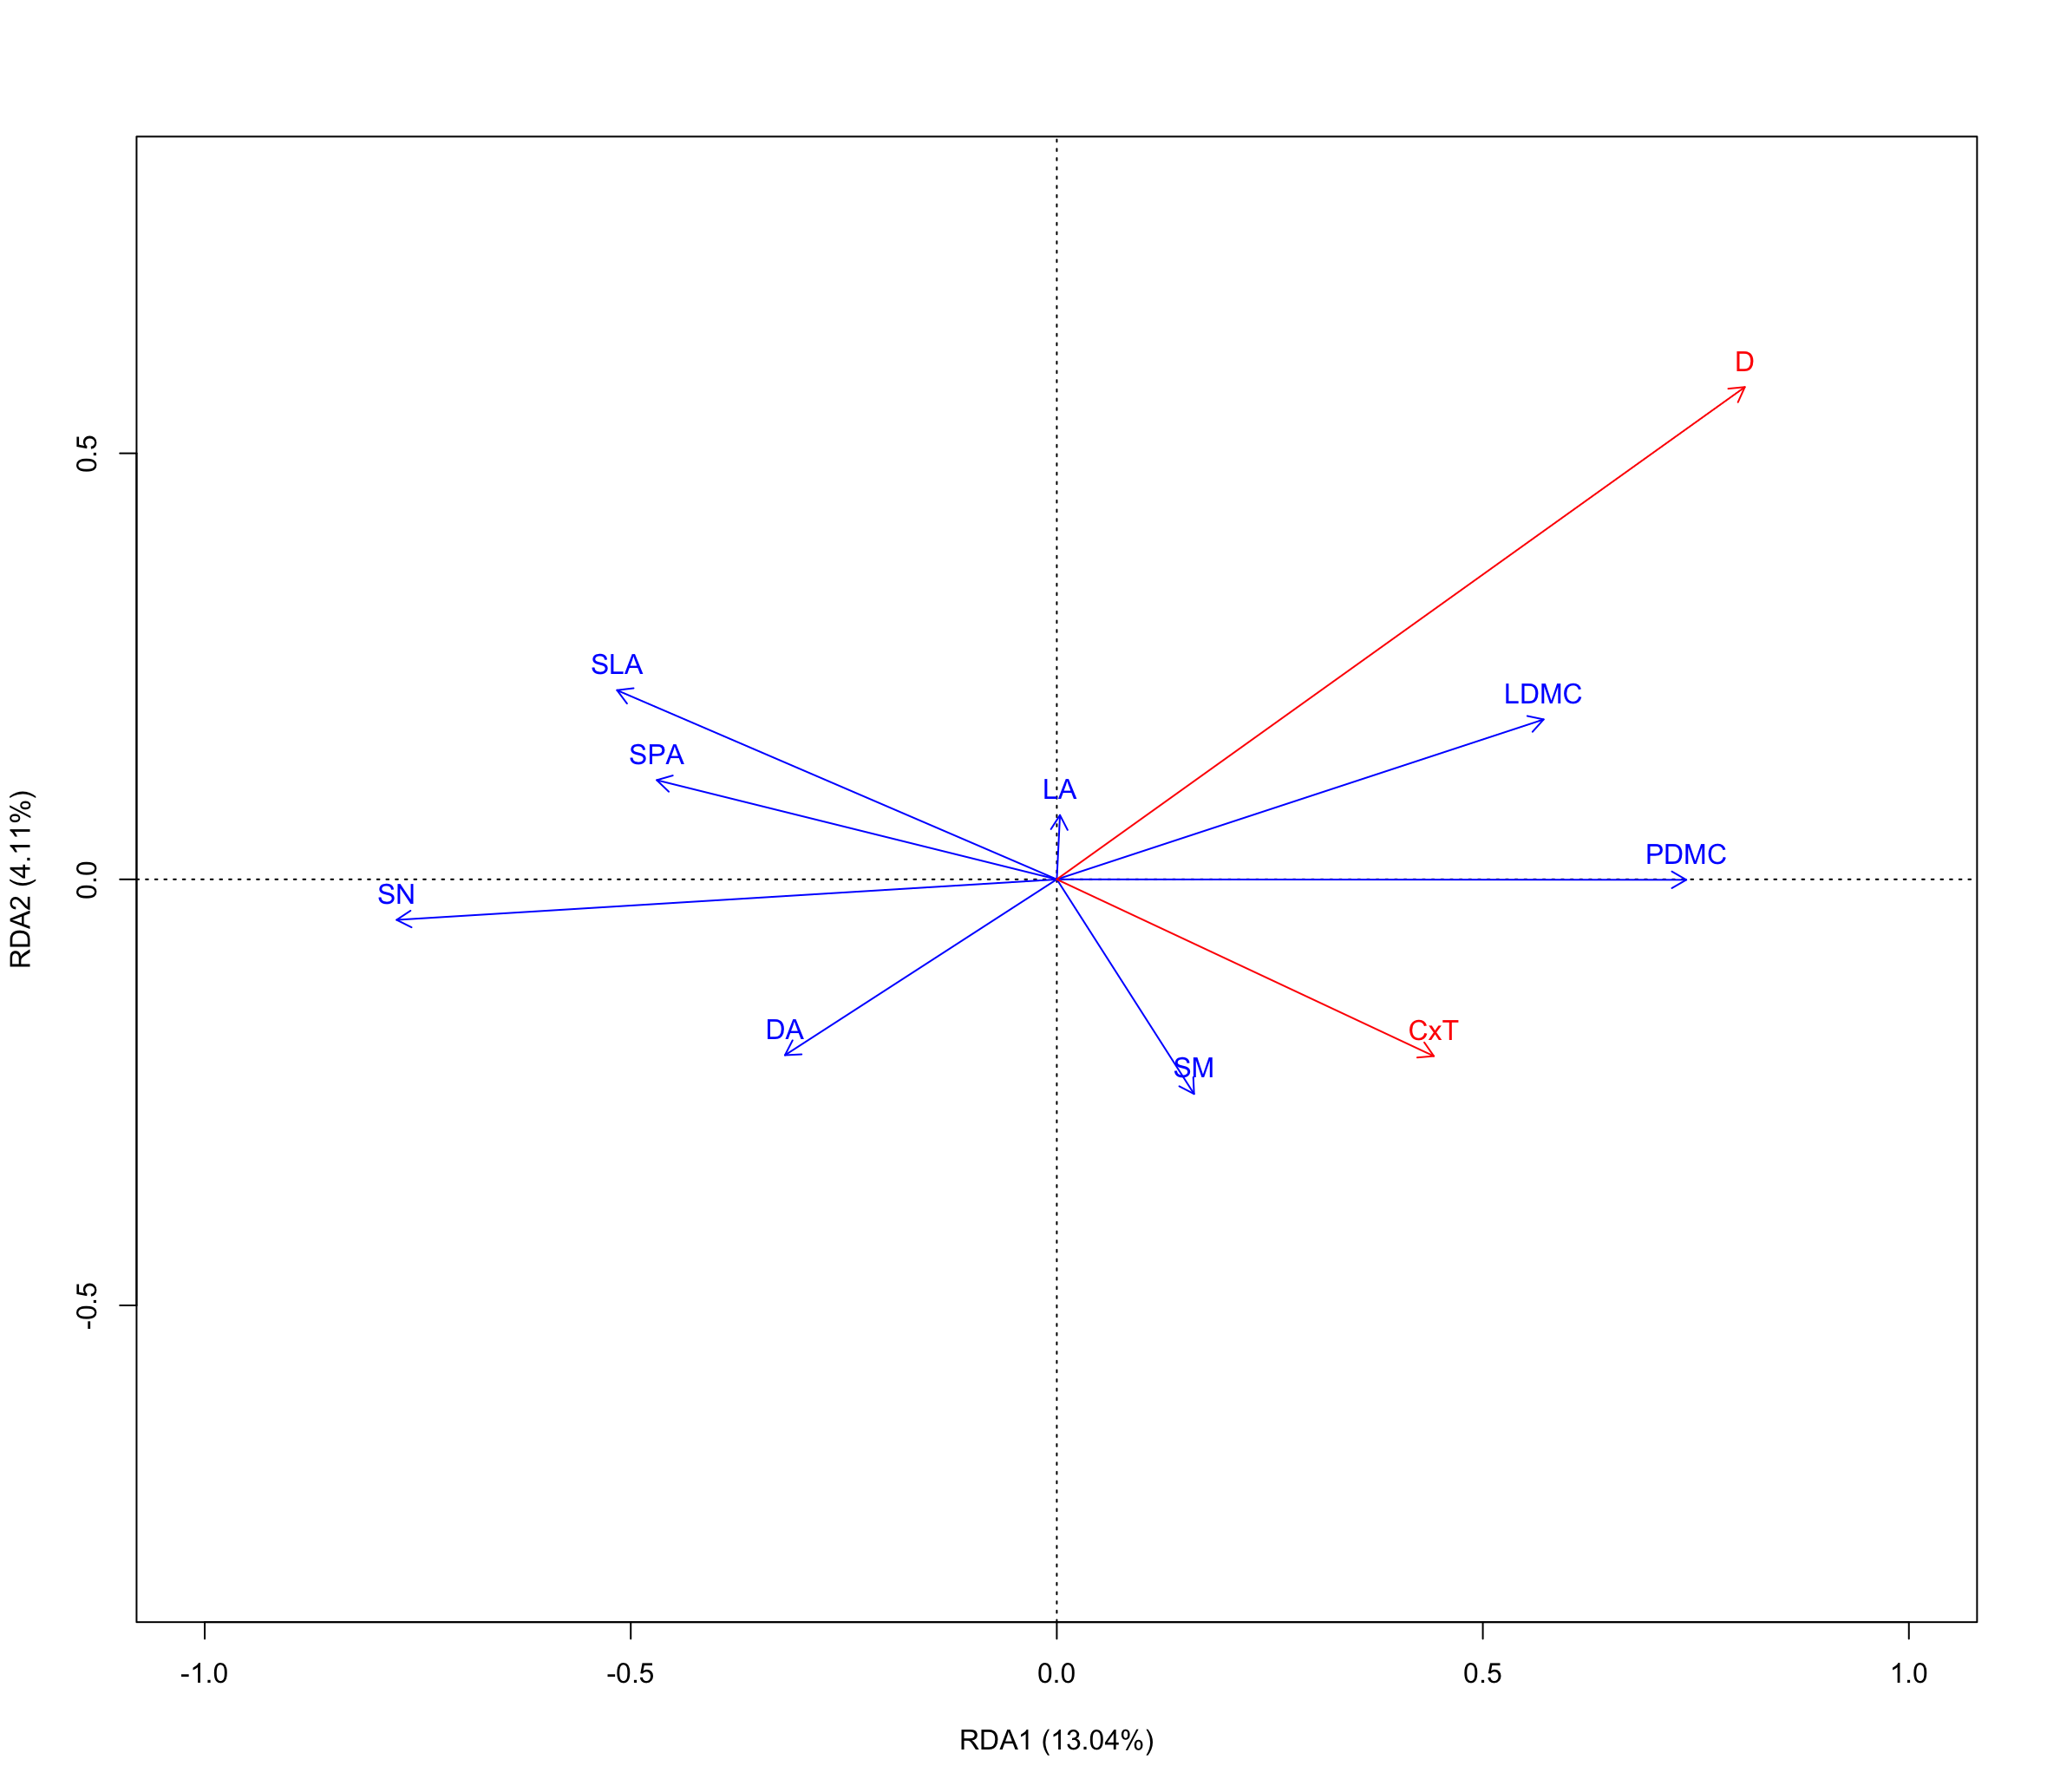 D
0.5
SLA
LDMC
SPA
LA
PDMC
0.0
SN
RDA2 (4.11%)
DA
CxT
SM
-0.5
-1.0 -0.5 0.0 0.5 1.0
RDA1 (13.04%)